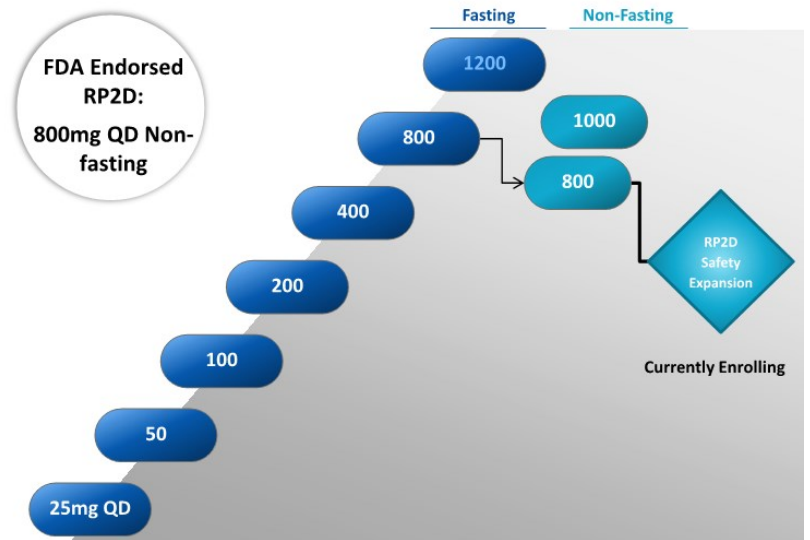 Fasting
Non-Fasting
FDA Endorsed
RP2D:
800mg QD Non-
fasting
1200
1000
800
800
400
RP2D
Safety
Expansion
200
100
Currently Enrolling
50
25mg QD